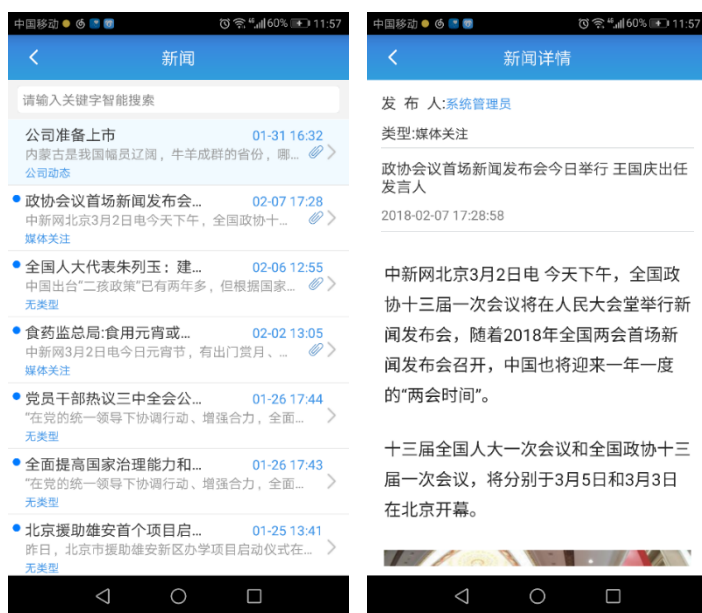 中国移动
60% 11:57
新闻
请输入关键字智能搜索
公司准备上市 01-31 16:32
内蒙古是我国幅员辽阔，牛羊成群的省份，哪...
公司动态
政协会议首场新闻发布会... 02-07 17:28
中新网北京3月2日电今天下午，全国政协十...
媒体关注
全国人大代表朱列玉：建... 02-06 12:55
中国出台“二孩政策”已有两年多，但根据国家...
无类型
食药监总局:食用元宵或... 02-02 13:05
中新网3月2日电今日元宵节，有出门赏月、...
媒体关注
党员干部热议三中全会公... 01-26 17:44
“在党的统一领导下协调行动、增强合力，全面...
无类型
全面提高国家治理能力和... 01-26 17:43
“在党的统一领导下协调行动、增强合力，全面...
无类型
北京援助雄安首个项目启... 01-25 13:41
昨日，北京市援助雄安新区办学项目启动仪式在...
无类型
中国移动
60% 11:57
新闻详情
发 布 人:系统管理员
类型:媒体关注
政协会议首场新闻发布会今日举行 王国庆出任
发言人
2018-02-07 17:28:58
中新网北京3月2日电 今天下午，全国政
协十三届一次会议将在人民大会堂举行新
闻发布会，随着2018年全国两会首场新
闻发布会召开，中国也将迎来一年一度
的“两会时间”。
十三届全国人大一次会议和全国政协十三
届一次会议，将分别于3月5日和3月3日
在北京开幕。